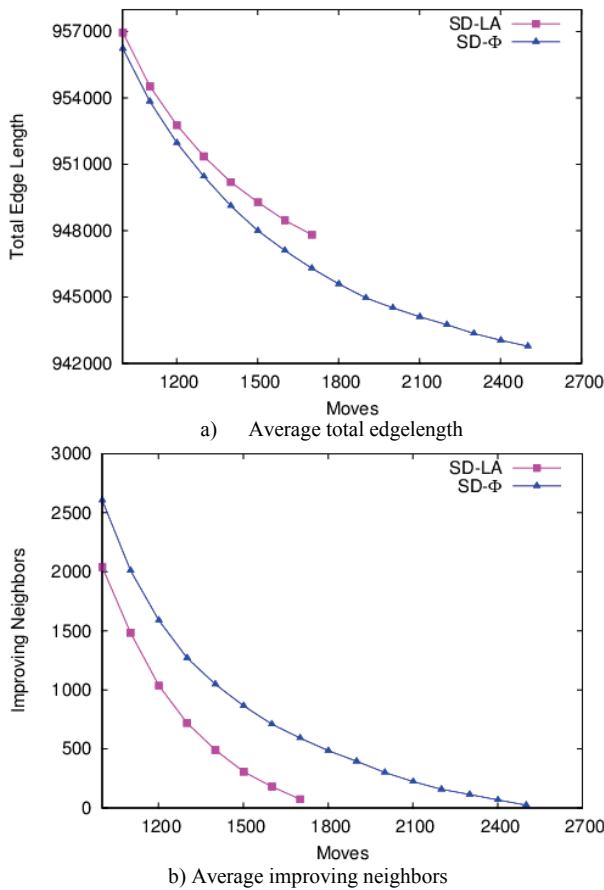 957000
954000
951000
948000
945000
942000
Total Edge Length
SD-LA
SD-Φ
1200 1500 1800 2100 2400 2700
Moves
a) Average total edgelength
3000
2500
2000
1500
1000
500
0
Improving Neighbors
SD-LA
SD-Φ
1200 1500 1800 2100 2400 2700
Moves
b) Average improving neighbors